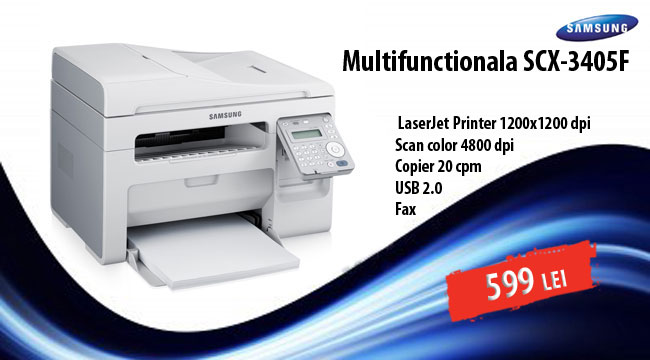 SAMSUNG
Multifunctionala SCX-3405F
SAMSUNG
LaserJet Printer 1200x1200 dpi
Scan color 4800 dpi
Copier 20 cpm
USB 2.0
Fax
599 LEI